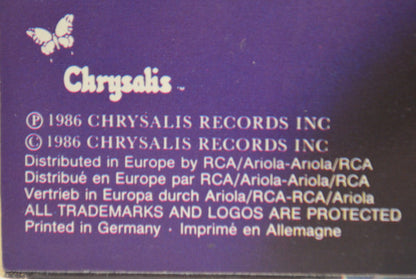 Chrysalis ™
℗ 1986 CHRYSALIS RECORDS INC
© 1986 CHRYSALIS RECORDS INC
Distributed in Europe by RCA/Ariola-Ariola/RCA
Distribué en Europe par RCA/Ariola-Ariola/RCA
Vertrieb in Europa durch Ariola/RCA-RCA/Ariola
ALL TRADEMARKS AND LOGOS ARE PROTECTED
Printed in Germany · Imprimé en Allemagne